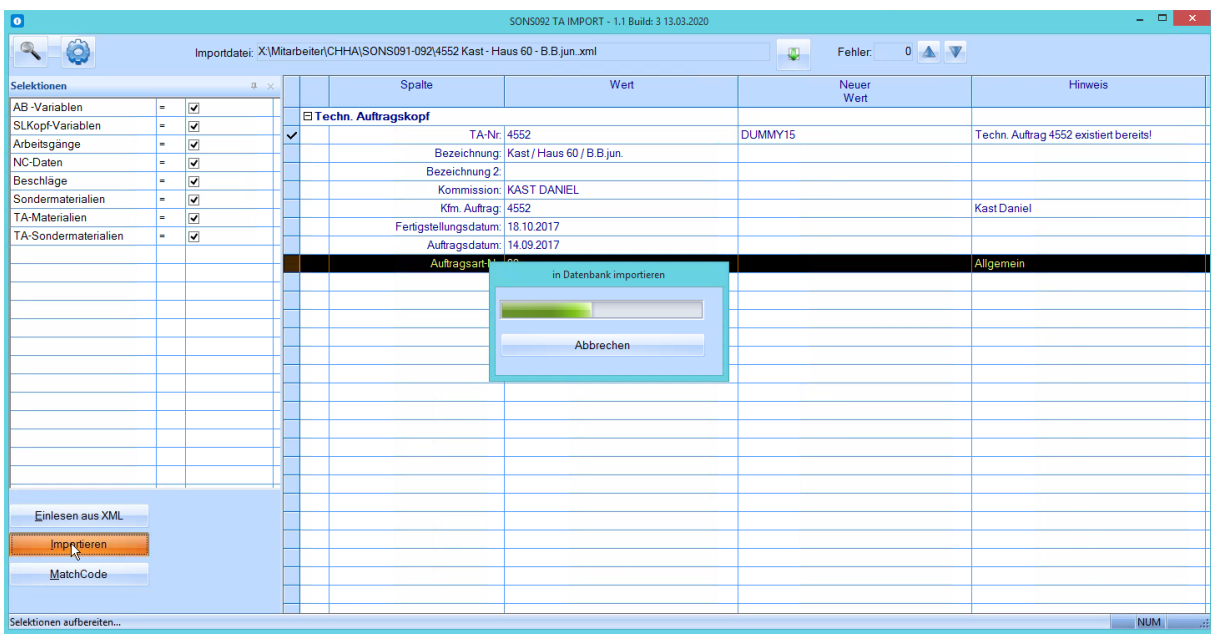 SONS092 TA IMPORT - 1.1 Build: 3 13.03.2020
Importdatei: X:\Mitarbeiter\CHHA\SONS091-092\4552 Kast - Haus 60 - B.B.jun..xml Fehler: 0
Selektionen
AB -Variablen =
SLKopf-Variablen =
Arbeitsgänge =
NC-Daten =
Beschläge =
Sondermaterialien =
TA-Materialien =
TA-Sondermaterialien =
Spalte Wert Neuer Wert Hinweis
Techn. Auftragskopf
TA-Nr: 4552 DUMMY15 Techn. Auftrag 4552 existiert bereits!
Bezeichnung: Kast / Haus 60 / B.B.jun.
Bezeichnung 2:
Kommission: KAST DANIEL
Kfm. Auftrag: 4552 Kast Daniel
Fertigstellungsdatum: 18.10.2017
Auftragsdatum: 14.09.2017
Allgemein
in Datenbank importieren
Abbrechen
Einlesen aus XML
Importieren
MatchCode
Selektionen aufbereiten... NUM